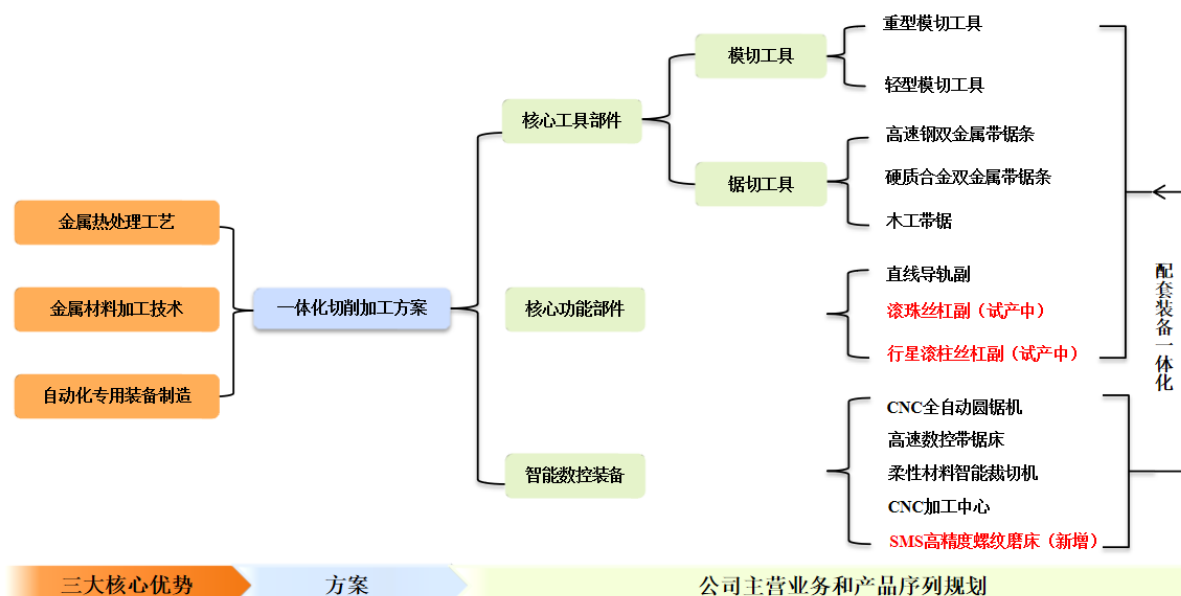 金属热处理工艺
金属材料加工技术
自动化专用装备制造
一体化切削加工方案
核心工具部件
核心功能部件
智能数控装备
模切工具
锯切工具
重型模切工具
轻型模切工具
高速钢双金属带锯条
硬质合金双金属带锯条
木工带锯
直线导轨副
滚珠丝杠副（试产中）
行星滚柱丝杠副（试产中）
CNC全自动圆锯机
高速数控带锯床
柔性材料智能裁切机
CNC加工中心
SMS高精度螺纹磨床（新增）
配套装备一体化
三大核心优势
方案
公司主营业务和产品序列规划